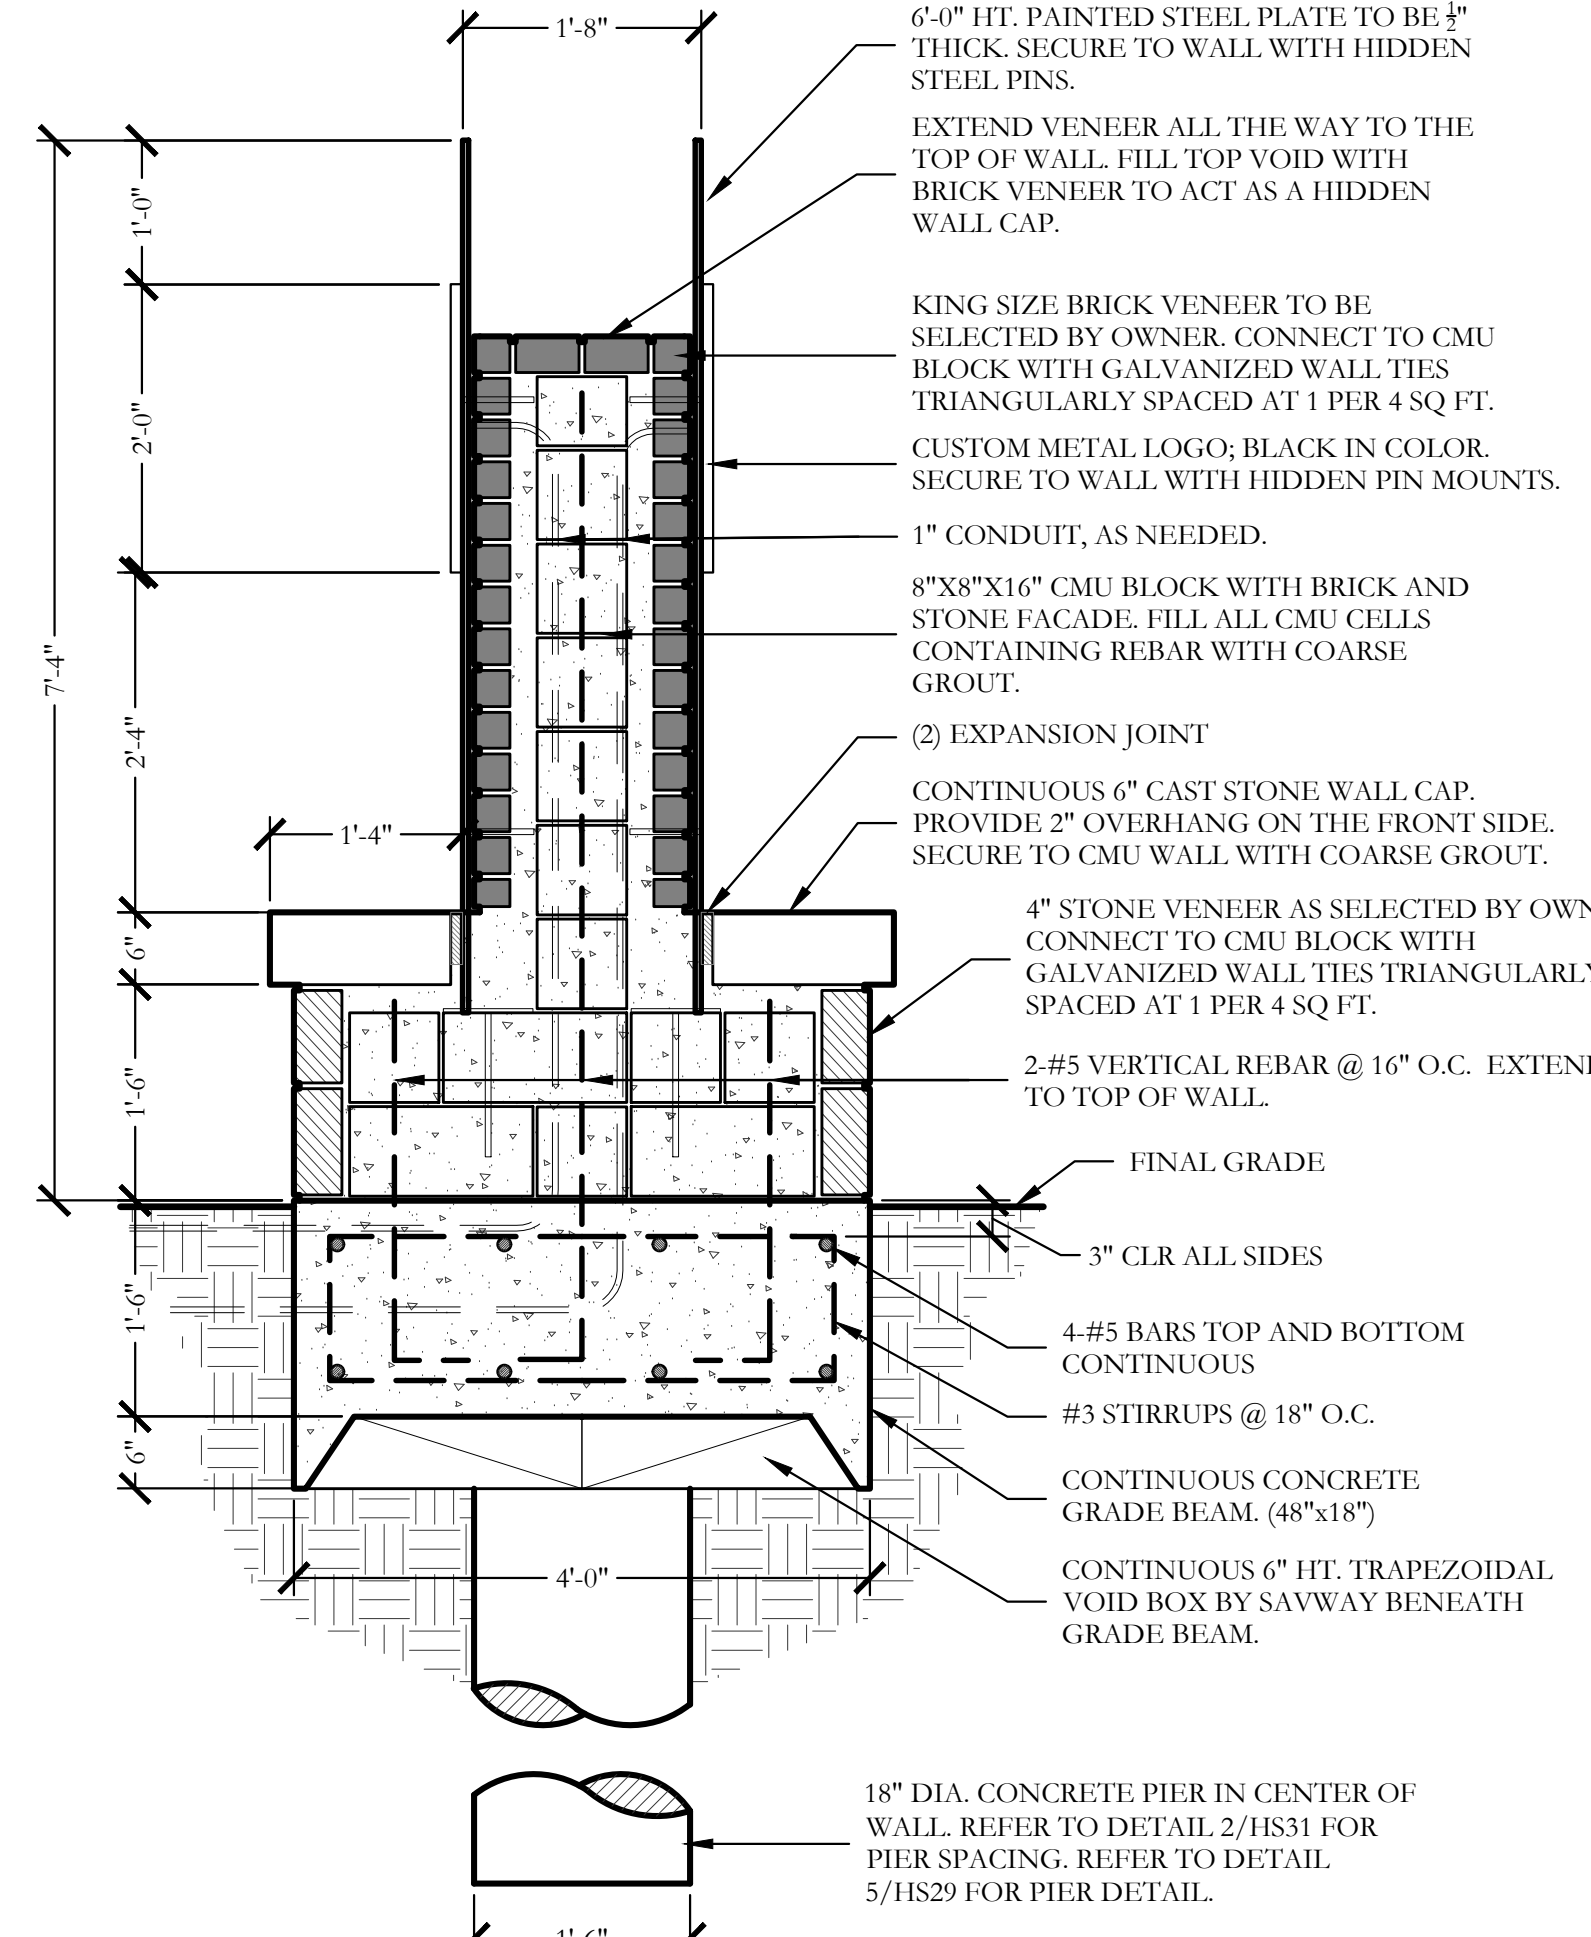 1'-8"
6'-0" HT. PAINTED STEEL PLATE TO BE ½"
THICK. SECURE TO WALL WITH HIDDEN
STEEL PINS.
EXTEND VENEER ALL THE WAY TO THE
TOP OF WALL. FILL TOP VOID WITH
BRICK VENEER TO ACT AS A HIDDEN
WALL CAP.
1'-0"
KING SIZE BRICK VENEER TO BE
SELECTED BY OWNER. CONNECT TO CMU
BLOCK WITH GALVANIZED WALL TIES
TRIANGULARLY SPACED AT 1 PER 4 SQ FT.
2'-0"
CUSTOM METAL LOGO; BLACK IN COLOR.
SECURE TO WALL WITH HIDDEN PIN MOUNTS.
1" CONDUIT, AS NEEDED.
8"X8"X16" CMU BLOCK WITH BRICK AND
STONE FACADE. FILL ALL CMU CELLS
CONTAINING REBAR WITH COARSE
GROUT.
7'-4"
2'-4"
(2) EXPANSION JOINT
1'-4"
CONTINUOUS 6" CAST STONE WALL CAP.
PROVIDE 2" OVERHANG ON THE FRONT SIDE.
SECURE TO CMU WALL WITH COARSE GROUT.
6"
4" STONE VENEER AS SELECTED BY
CONNECT TO CMU BLOCK WITH
GALVANIZED WALL TIES TRIANGULARLY
SPACED AT 1 PER 4 SQ FT.
1'-6"
2-#5 VERTICAL REBAR @ 16" O.C. EXTEND
TO TOP OF WALL.
FINAL GRADE
3" CLR ALL SIDES
1'-6"
4-#5 BARS TOP AND BOTTOM
CONTINUOUS
#3 STIRRUPS @ 18" O.C.
6"
CONTINUOUS CONCRETE
GRADE BEAM. (48"x18")
4'-0"
CONTINUOUS 6" HT. TRAPEZOIDAL
VOID BOX BY SAVWAY BENEATH
GRADE BEAM.
18" DIA. CONCRETE PIER IN CENTER OF
WALL. REFER TO DETAIL 2/HS31 FOR
PIER SPACING. REFER TO DETAIL
5/HS29 FOR PIER DETAIL.
1'-6"